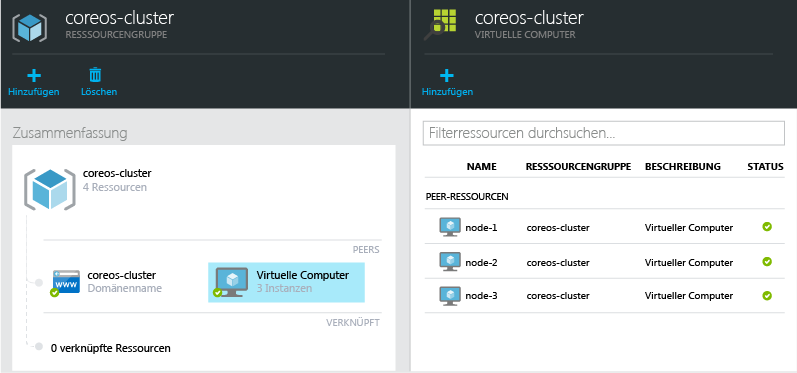 coreos-cluster
RESSSOURCENGRUPPE
Hinzufügen
Löschen
Zusammenfassung
coreos-cluster
4 Ressourcen
PEERS
coreos-cluster
Domänenname
Virtuelle Computer
3 Instanzen
VERKNÜPFT
0 verknüpfte Ressourcen
coreos-cluster
VIRTUELLE COMPUTER
Hinzufügen
Filterressourcen durchsuchen...
NAME RESSSOURCENGRUPPE BESCHREIBUNG STATUS
PEER-RESSOURCEN
node-1 coreos-cluster Virtueller Computer
node-2 coreos-cluster Virtueller Computer
node-3 coreos-cluster Virtueller Computer